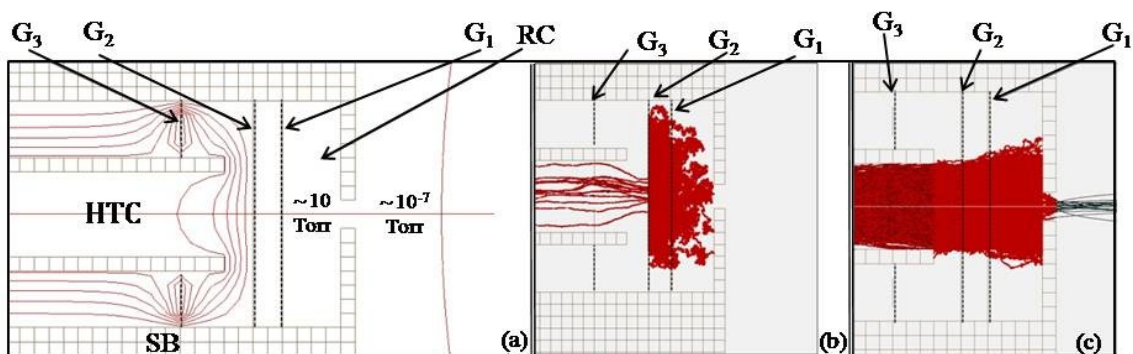 G₃ G₂ G₁ RC G₃ G₂ G₁ G₃ G₂ G₁
HTC
~10
Torr
~10⁻⁷
Torr
SB
(a) (b) (c)